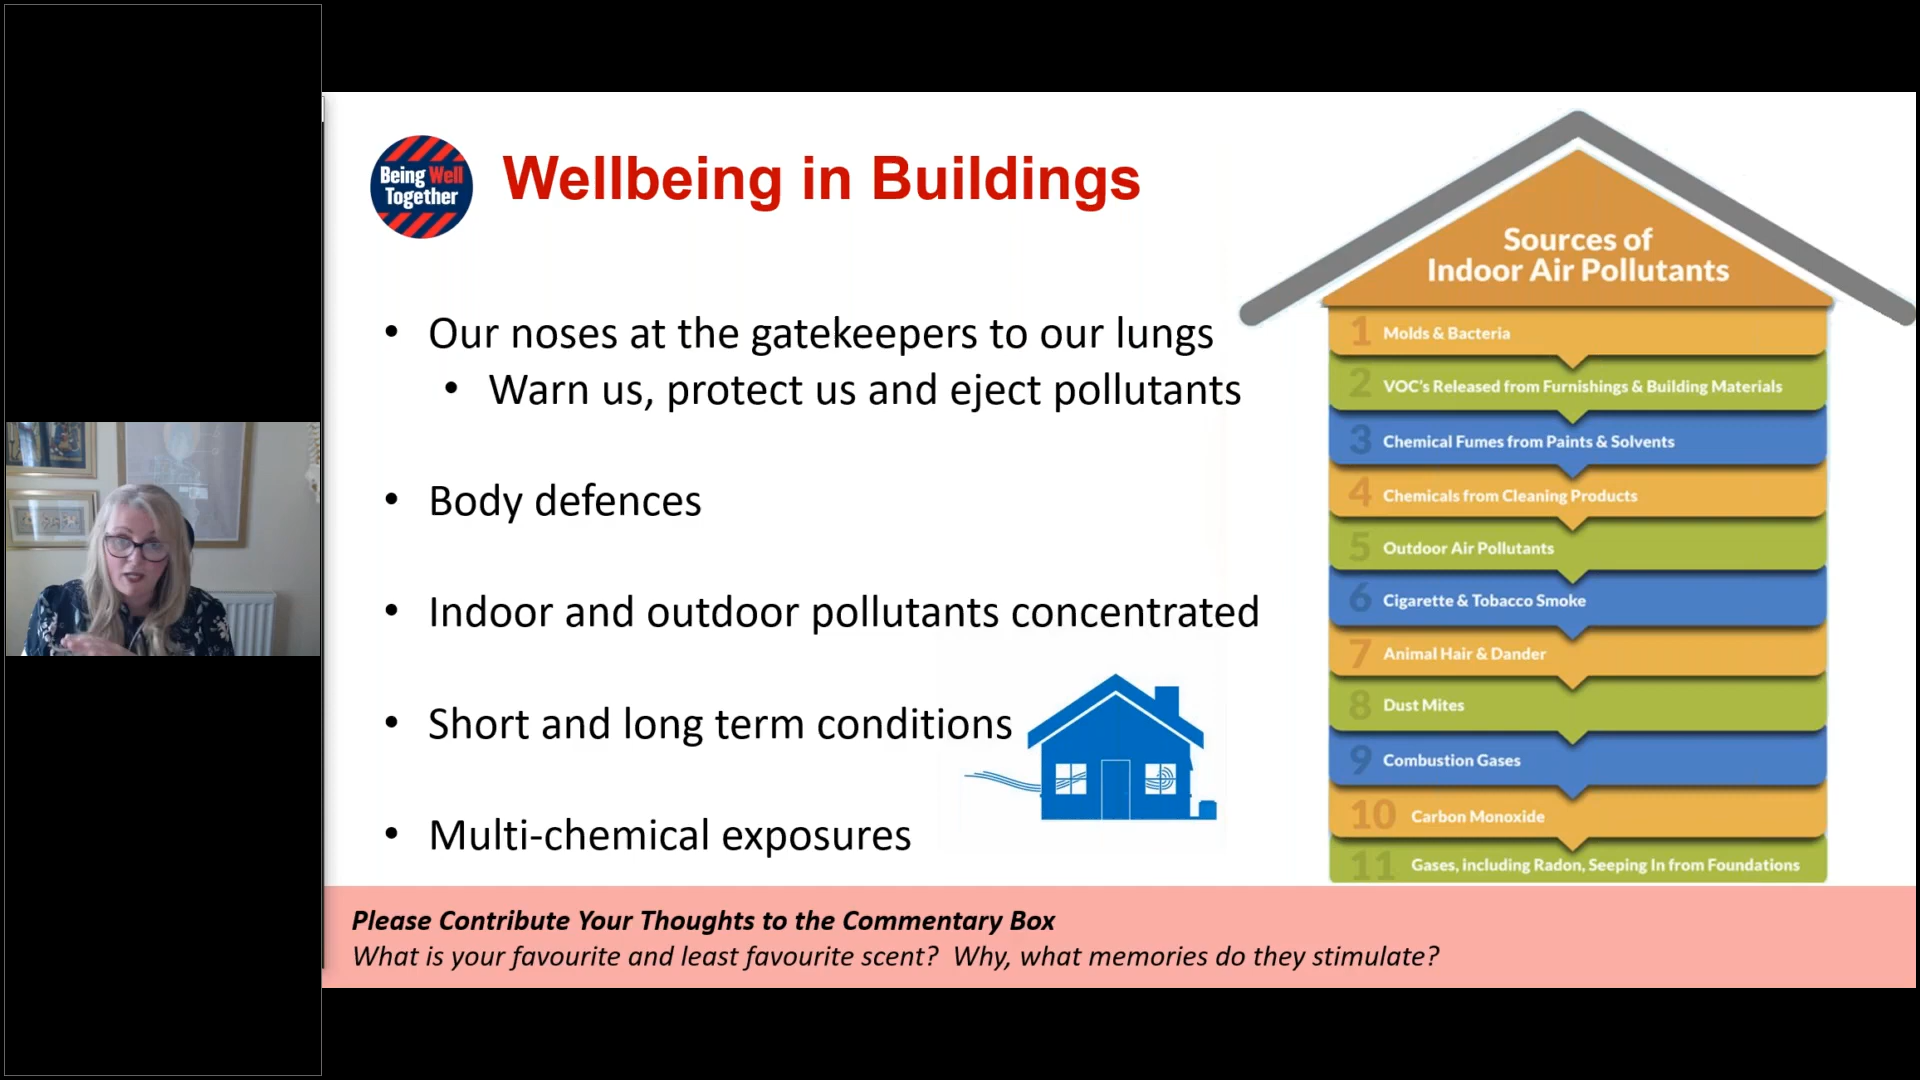 Being Well
Together
Wellbeing in Buildings
• Our noses at the gatekeepers to our lungs
• Warn us, protect us and eject pollutants
• Body defences
• Indoor and outdoor pollutants concentrated
• Short and long term conditions
• Multi-chemical exposures
Sources of
Indoor Air Pollutants
1 Molds & Bacteria
2 VOC's Released from Furnishings & Building Materials
3 Chemical Fumes from Paints & Solvents
4 Chemicals from Cleaning Products
5 Outdoor Air Pollutants
6 Cigarette & Tobacco Smoke
7 Animal Hair & Dander
8 Dust Mites
9 Combustion Gases
10 Carbon Monoxide
11 Gases, including Radon, Seeping In from Foundations
Please Contribute Your Thoughts to the Commentary Box
What is your favourite and least favourite scent? Why, what memories do they stimulate?